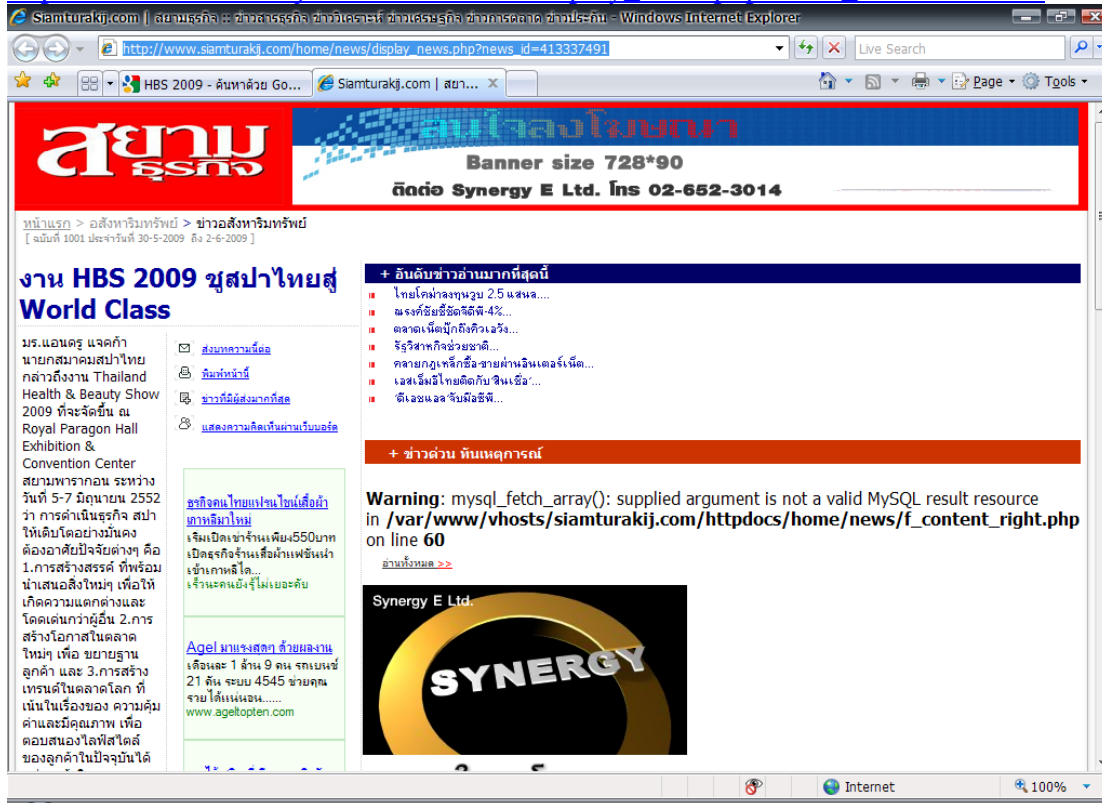 Siamturakij.com | สยามธุรกิจ :: ข่าวสารธุรกิจ ข่าววิเคราะห์ ข่าวเศรษฐกิจ ข่าวการตลาด ข่าวประกัน - Windows Internet Explorer
http://www.siamturakij.com/home/news/display_news.php?news_id=413337491
Live Search
HBS 2009 - ค้นหาด้วย Go...
Siamturakij.com | สยา...
Page
Tools
สยาม
ธุรกิจ
สนใจลงโฆษณา
Banner size 728*90
ติดต่อ Synergy E Ltd. โทร 02-652-3014
หน้าแรก > อสังหาริมทรัพย์ > ข่าวอสังหาริมทรัพย์
[ ฉบับที่ 1001 ประจำวันที่ 30-5-2009 ถึง 2-6-2009 ]
งาน HBS 2009 ชูสปาไทยสู่
World Class
มร.แอนดรู แจคก้า
นายกสมาคมสปาไทย
กล่าวถึงงาน Thailand
Health & Beauty Show
2009 ที่จะจัดขึ้น ณ
Royal Paragon Hall
Exhibition &
Convention Center
สยามพารากอน ระหว่าง
วันที่ 5-7 มิถุนายน 2552
ว่า การดำเนินธุรกิจ สปา
ให้เติบโตอย่างมั่นคง
ต้องอาศัยปัจจัยต่างๆ คือ
1.การสร้างสรรค์ ที่พร้อม
นำเสนอสิ่งใหม่ๆ เพื่อให้
เกิดความแตกต่างและ
โดดเด่นกว่าผู้อื่น 2.การ
สร้างโอกาสในตลาด
ใหม่ๆ เพื่อ ขยายฐาน
ลูกค้า และ 3.การสร้าง
เทรนด์ในตลาดโลก ที่
เน้นในเรื่องของ ความคุ้ม
ค่าและมีคุณภาพ เพื่อ
ตอบสนองไลฟ์สไตล์
ของลูกค้าในปัจจุบันได้
ส่งบทความนี้ต่อ
พิมพ์หน้านี้
ข่าวที่มีผู้ส่งมากที่สุด
แสดงความคิดเห็นผ่านเว็บบอร์ด
ธุรกิจคนไทยแฟรนไชน์เสื้อผ้า
เกาหลีมาใหม่
เริ่มเปิดเช่าร้านเพียง550บาท
เปิดธุรกิจร้านเสื้อผ้าแฟชั่นนำ
เข้าเกาหลีได้...
เร็วนะคนยังรู้ไม่เยอะคับ
Agel มาแรงสุดๆ ด้วยผลงาน
เดือนละ 1 ล้าน 9 คน รถเบนซ์
21 คัน ระบบ 4545 ช่วยคุณ
รวยได้แน่นอน......
www.ageltopten.com
+ อันดับข่าวอ่านมากที่สุดนี้
ไทยโคม่าลงทุนวูบ 2.5 แสนล....
ณรงค์ชัยชี้ชัดจีดีพี-4%...
ตลาดเน็ตบุ๊กถึงคิวเอวัง...
รัฐวิสาหกิจช่วยชาติ...
คลายกฎเหล็กซื้อ-ขายผ่านอินเตอร์เน็ต...
เอสเอ็มอีไทยติดกับ'สินเชื่อ'...
'ดีเอชแอล'จับมือซีพี...
+ ข่าวด่วน ทันเหตุการณ์
Warning: mysql_fetch_array(): supplied argument is not a valid MySQL result resource
in /var/www/vhosts/siamturakij.com/httpdocs/home/news/f_content_right.php
on line 60
อ่านทั้งหมด >>
Synergy E Ltd.
SYNERGY
Internet
100%